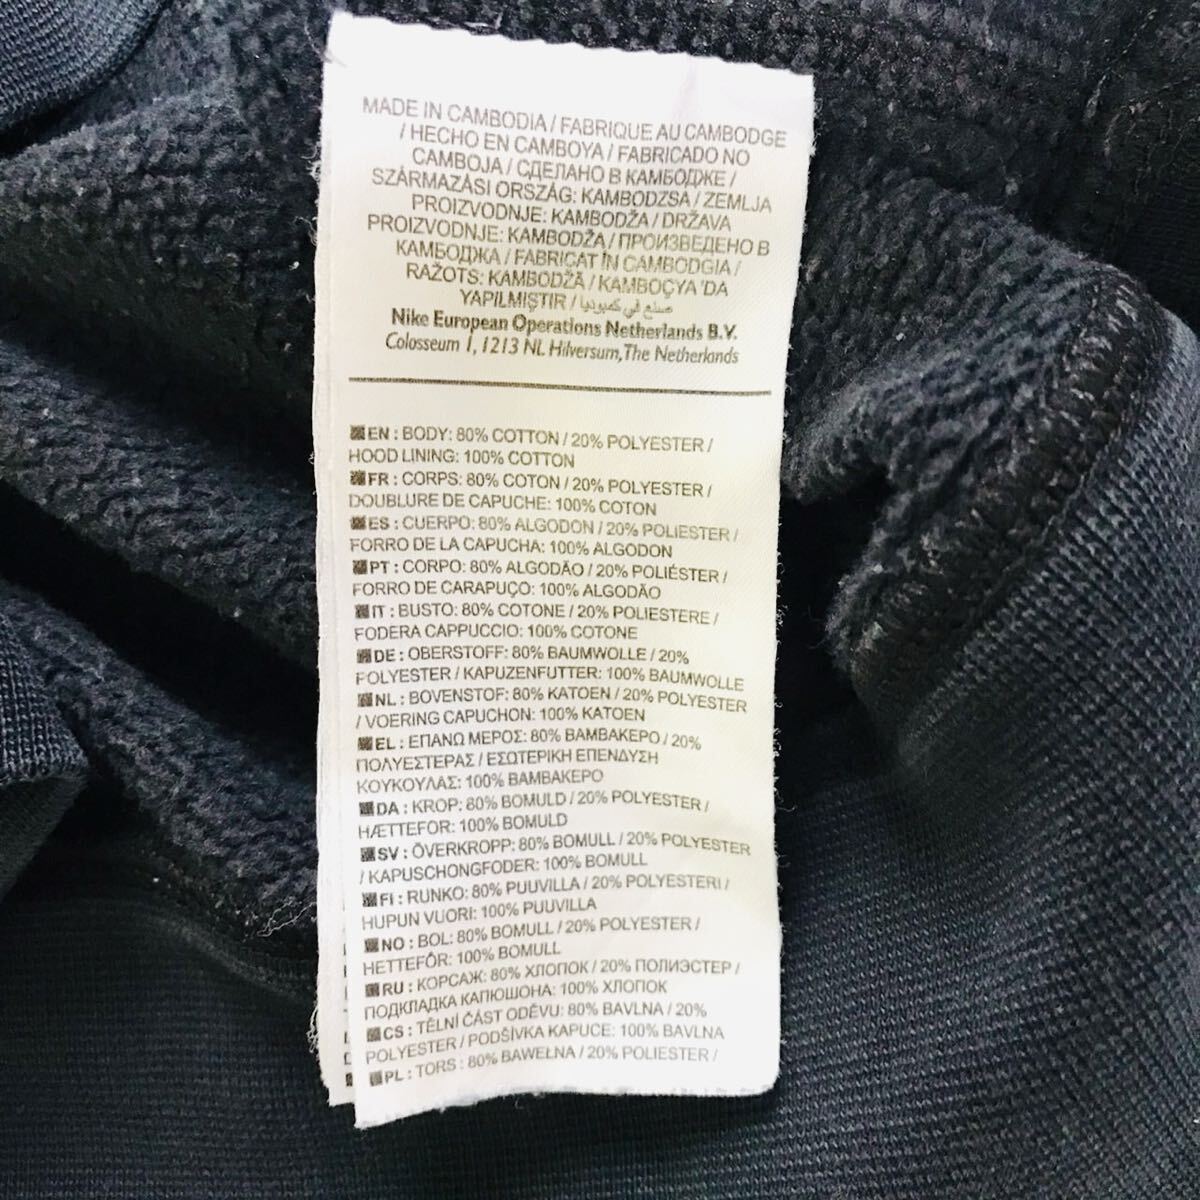 MADE IN CAMBODIA / FABRIQUE AU CAMBODGE
/ HECHO EN CAMBOYA / FABRICADO NO
CAMBOJA / СДЕЛАНО В КАМБОДЖЕ /
SZÁRMAZÁSI ORSZÁG: KAMBODZSA / ZEMLJA
PROIZVODNJE: KAMBODŽA / DRŽAVA
PROIZVODNJE: KAMBODŽA / ПРОИЗВЕДЕНО В
КАМБОДЖА / FABRICAT ÎN CAMBODGIA /
RAŽOTS: KAMBODŽĀ / KAMBOÇYA 'DA
YAPILMIŞTIR / صنع في كمبوديا
Nike European Operations Netherlands B.V.
Colosseum 1, 1213 NL Hilversum, The Netherlands
EN : BODY: 80% COTTON / 20% POLYESTER /
HOOD LINING: 100% COTTON
FR : CORPS: 80% COTON / 20% POLYESTER /
DOUBLURE DE CAPUCHE: 100% COTON
ES : CUERPO: 80% ALGODON / 20% POLIESTER /
FORRO DE LA CAPUCHA: 100% ALGODON
PT : CORPO: 80% ALGODÃO / 20% POLIÉSTER /
FORRO DE CARAPUÇO: 100% ALGODÃO
IT : BUSTO: 80% COTONE / 20% POLIESTERE /
FODERA CAPPUCCIO: 100% COTONE
DE : OBERSTOFF: 80% BAUMWOLLE / 20%
POLYESTER / KAPUZENFUTTER: 100% BAUMWOLLE
NL : BOVENSTOF: 80% KATOEN / 20% POLYESTER
/ VOERING CAPUCHON: 100% KATOEN
EL : ΕΠΑΝΩ ΜΕΡΟΣ: 80% ΒΑΜΒΑΚΕΡΟ / 20%
ΠΟΛΥΕΣΤΕΡΑΣ / ΕΣΩΤΕΡΙΚΗ ΕΠΕΝΔΥΣΗ
ΚΟΥΚΟΥΛΑΣ: 100% ΒΑΜΒΑΚΕΡΟ
DA : KROP: 80% BOMULD / 20% POLYESTER /
HÆTTEFOR: 100% BOMULD
SV : ÖVERKROPP: 80% BOMULL / 20% POLYESTER
/ KAPUSCHONGFODER: 100% BOMULL
FI : RUNKO: 80% PUUVILLA / 20% POLYESTERI /
HUPUN VUORI: 100% PUUVILLA
NO : BOL: 80% BOMULL / 20% POLYESTER /
HETTEFÔR: 100% BOMULL
RU : КОРСАЖ: 80% ХЛОПОК / 20% ПОЛИЭСТЕР /
ПОДКЛАДКА КАПЮШОНА: 100% ХЛОПОК
CS : TĚLNÍ ČÁST ODĚVU: 80% BAVLNA / 20%
POLYESTER / PODŠÍVKA KAPUCE: 100% BAVLNA
PL : TORS : 80% BAWEŁNA / 20% POLIESTER /